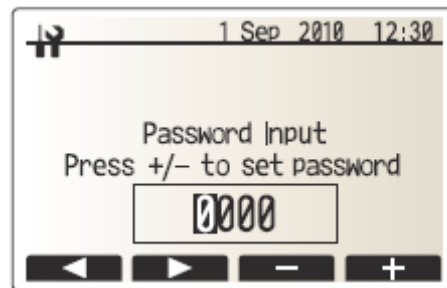 1 Sep 2010 12:30
Password Input
Press +/- to set password
0000
- +